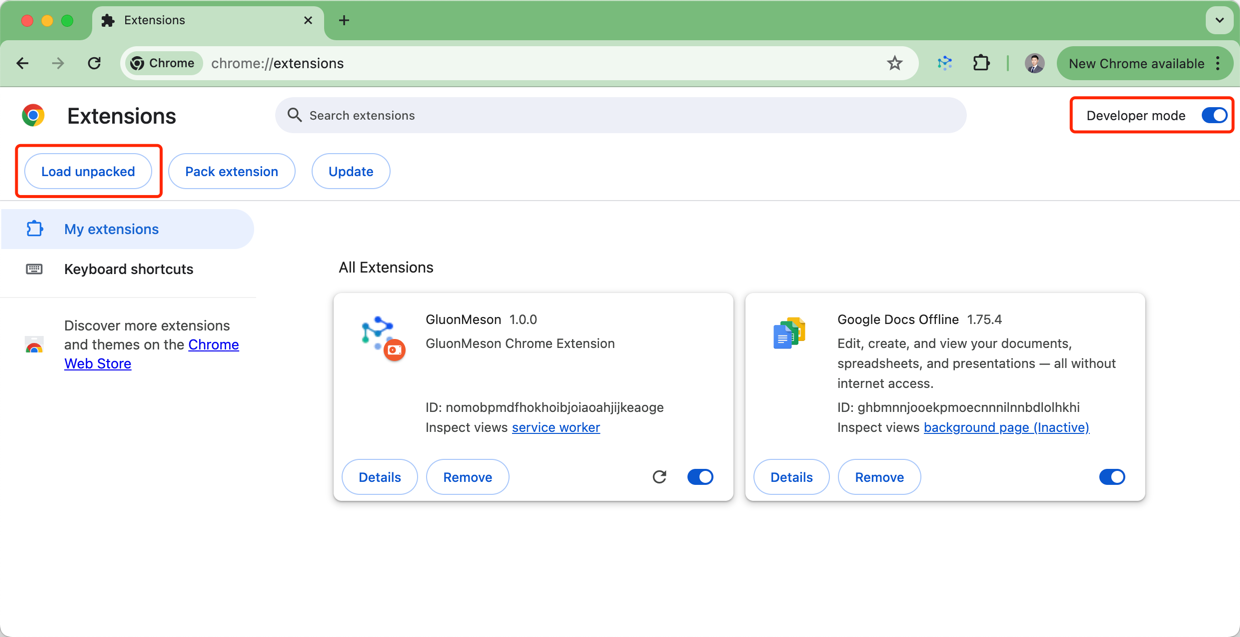 Extensions
Chrome
chrome://extensions
New Chrome available
Extensions
Search extensions
Developer mode
Load unpacked
Pack extension
Update
My extensions
Keyboard shortcuts
Discover more extensions
and themes on the Chrome
Web Store
All Extensions
GluonMeson 1.0.0
GluonMeson Chrome Extension
ID: nomobpmdfhokhoibjoiaoahjijkeaoge
Inspect views service worker
Details
Remove
Google Docs Offline 1.75.4
Edit, create, and view your documents,
spreadsheets, and presentations — all without
internet access.
ID: ghbmnnjooekpmoecnnnilnnbdlolhkhi
Inspect views background page (Inactive)
Details
Remove